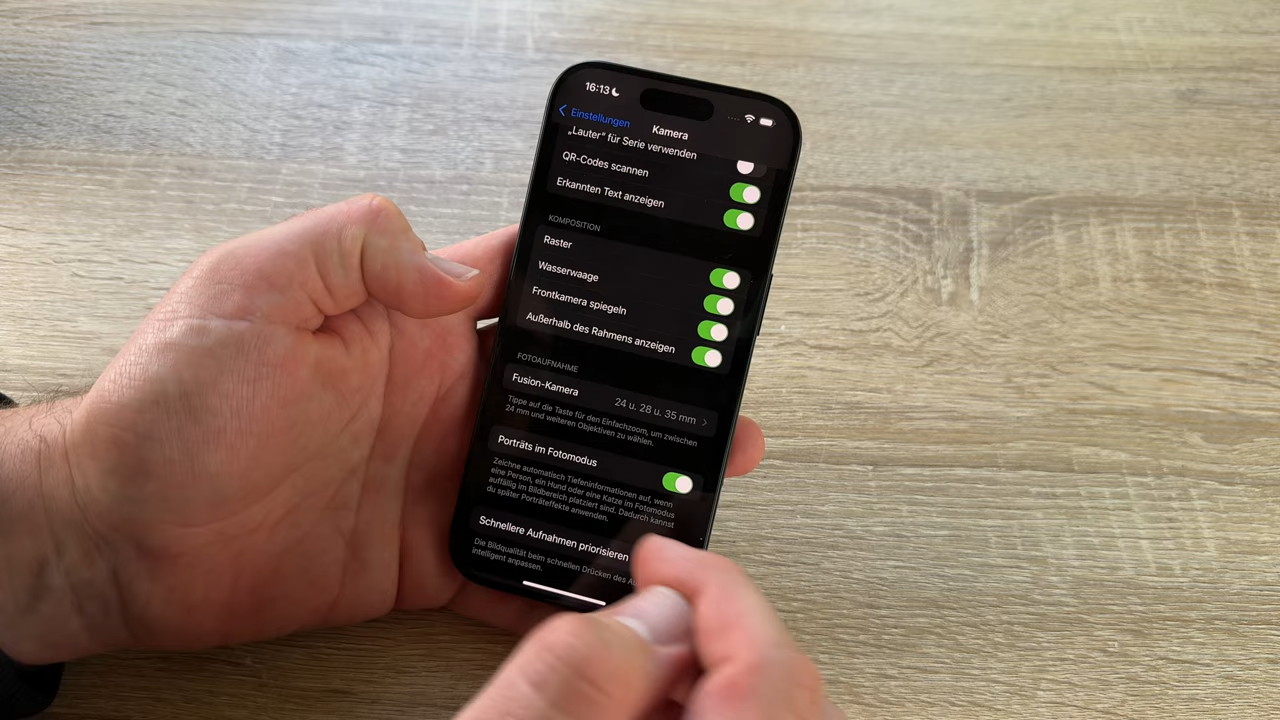 16:13
Einstellungen
Kamera
„Lauter“ für Serie verwenden
QR-Codes scannen
Erkannten Text anzeigen
KOMPOSITION
Raster
Wasserwaage
Frontkamera spiegeln
Außerhalb des Rahmens anzeigen
FOTOAUFNAHME
Fusion-Kamera 24 u. 28 u. 35 mm
Tippe auf die Taste für den Einfachzoom, um zwischen
24 mm und weiteren Objektiven zu wählen.
Porträts im Fotomodus
Zeichne automatisch Tiefeninformationen auf, wenn
eine Person, ein Hund oder eine Katze im Fotomodus
auffällig im Bildbereich platziert sind. Dadurch kannst
du später Porträteffekte anwenden.
Schnellere Aufnahmen priorisieren
Die Bildqualität beim schnellen Drücken des
intelligent anpassen.